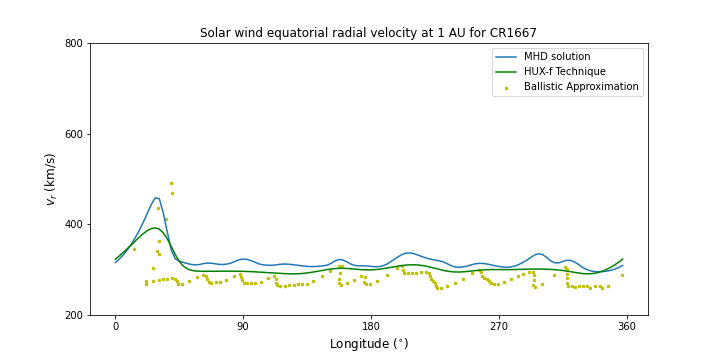 Solar wind equatorial radial velocity at 1 AU for CR1667
800
600
400
200
v_r (km/s)
MHD solution
HUX-f Technique
Ballistic Approximation
0 90 180 270 360
Longitude (°)